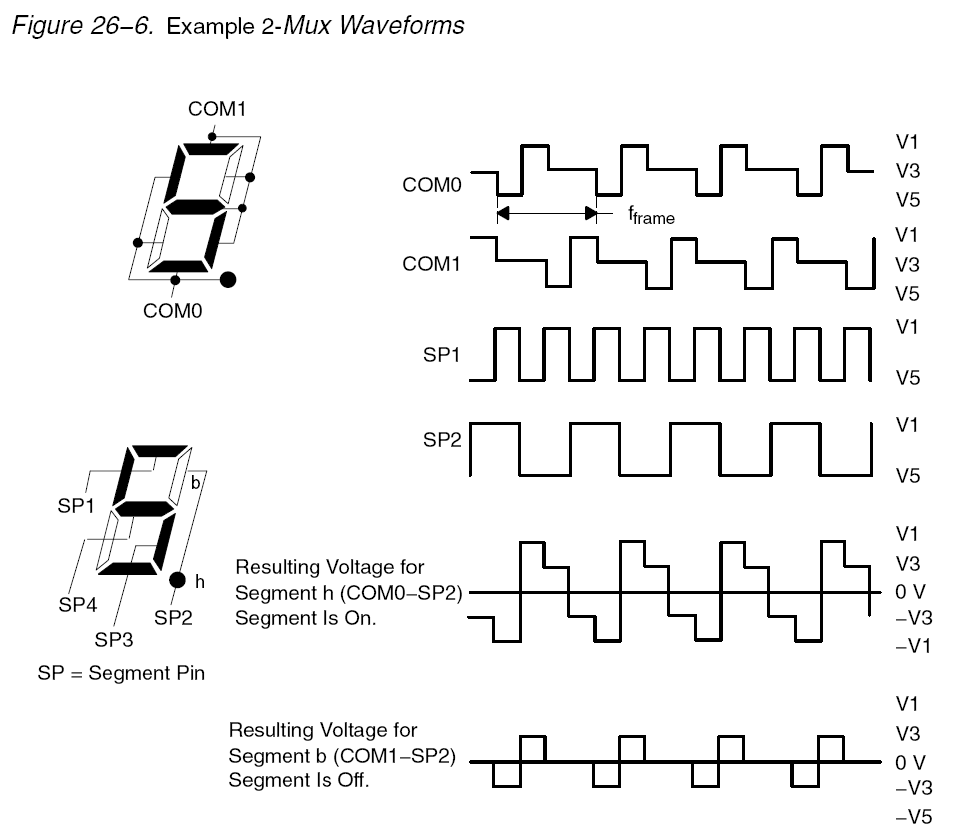 Figure 26–6. Example 2-Mux Waveforms
COM1
COM0
V1
V3
V5
fframe
COM1
V1
V3
V5
COM0
SP1
V1
V5
SP2
V1
V5
b
SP1
h
SP4
SP2
SP3
SP = Segment Pin
Resulting Voltage for
Segment h (COM0–SP2)
Segment Is On.
V1
V3
0 V
–V3
–V1
Resulting Voltage for
Segment b (COM1–SP2)
Segment Is Off.
V1
V3
0 V
–V3
–V5